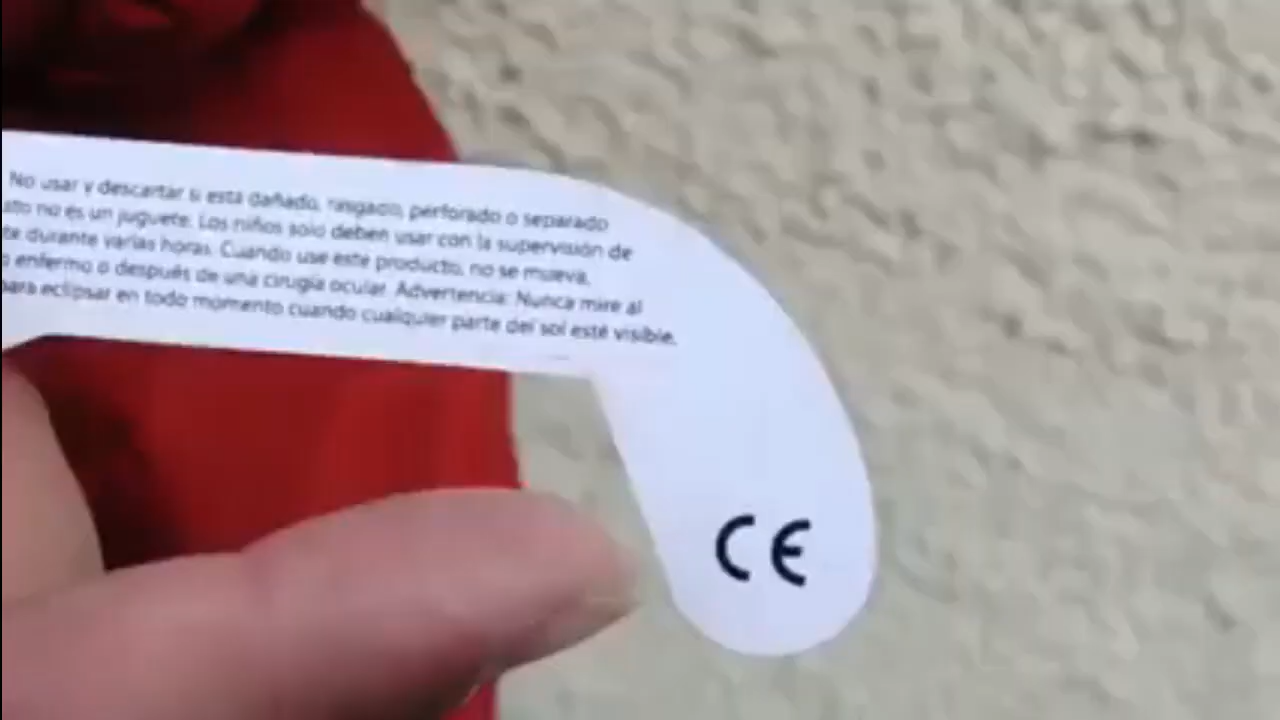 No usar y descartar si está dañado, rasgado, perforado o separado
no es un juguete. Los niños solo deben usar con la supervisión de
durante varias horas. Cuando use este producto, no se mueva,
enfermo o después de una cirugía ocular. Advertencia: Nunca mire al
para eclipsar en todo momento cuando cualquier parte del sol esté visible.
CE